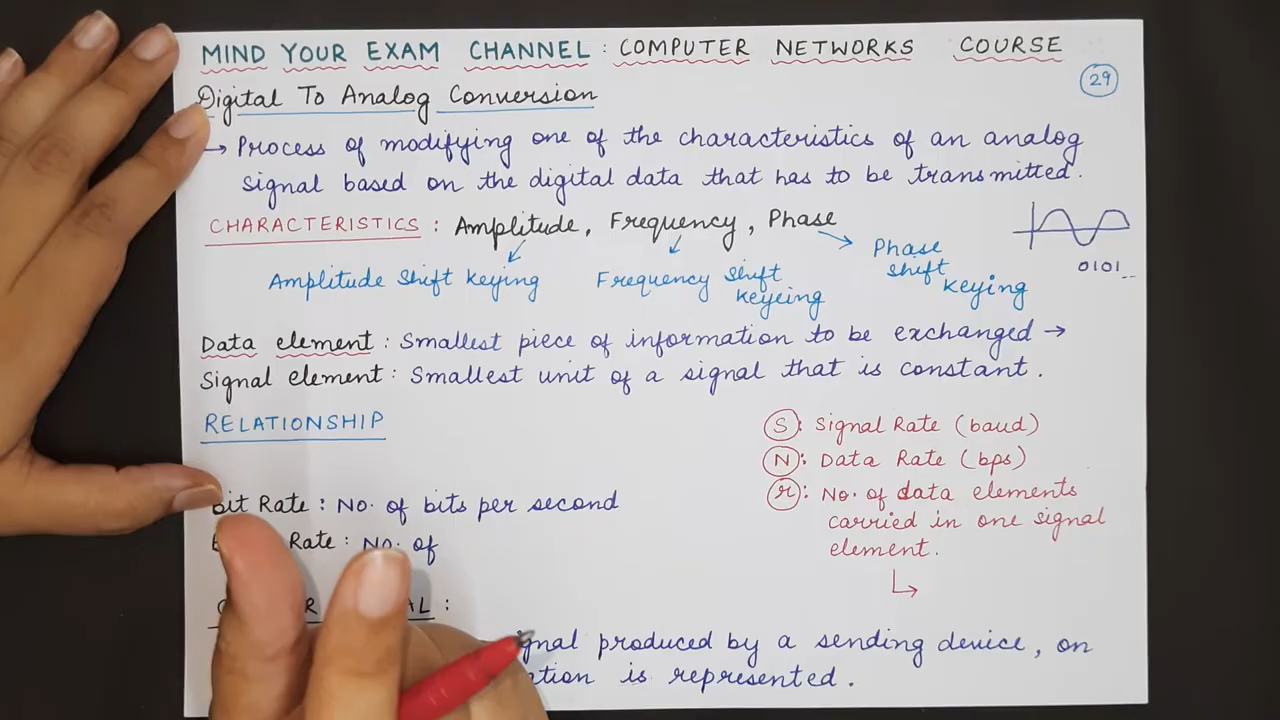 MIND YOUR EXAM CHANNEL : COMPUTER NETWORKS COURSE
29
Digital To Analog Conversion
→ Process of modifying one of the characteristics of an analog
signal based on the digital data that has to be transmitted.
CHARACTERISTICS : Amplitude, Frequency, Phase
Amplitude Shift Keying
Frequency Shift
Keyeing
Phase
Shift
Keying
0101_ _
Data element : Smallest piece of information to be exchanged →
Signal element : Smallest unit of a signal that is constant.
RELATIONSHIP
S : Signal Rate (baud)
N : Data Rate (bps)
r : No. of data elements
carried in one signal
element.
Bit Rate : No. of bits per second
Rate : No. of
:
produced by a sending device, on
is represented.